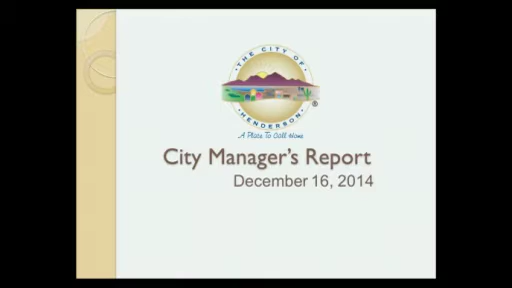 THE CITY OF
HENDERSON
®
A Place To Call Home
City Manager's Report
December 16, 2014